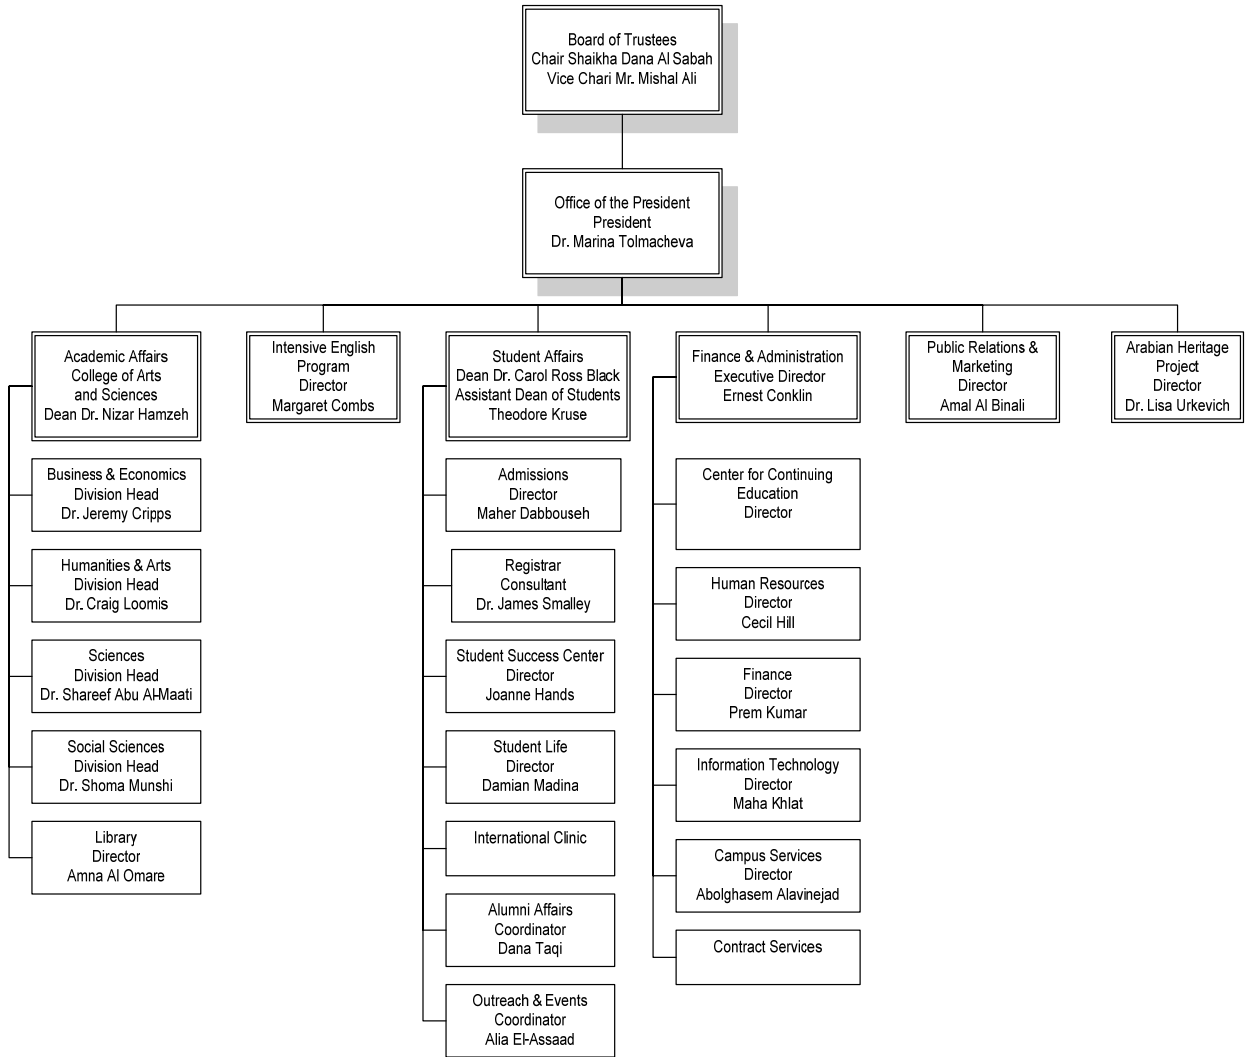 Board of Trustees
Chair Shaikha Dana Al Sabah
Vice Chari Mr. Mishal Ali
Office of the President
President
Dr. Marina Tolmacheva
Academic Affairs
College of Arts
and Sciences
Dean Dr. Nizar Hamzeh
Intensive English
Program
Director
Margaret Combs
Student Affairs
Dean Dr. Carol Ross Black
Assistant Dean of Students
Theodore Kruse
Finance & Administration
Executive Director
Ernest Conklin
Public Relations &
Marketing
Director
Amal Al Binali
Arabian Heritage
Project
Director
Dr. Lisa Urkevich
Business & Economics
Division Head
Dr. Jeremy Cripps
Humanities & Arts
Division Head
Dr. Craig Loomis
Sciences
Division Head
Dr. Shareef Abu Al-Maati
Social Sciences
Division Head
Dr. Shoma Munshi
Library
Director
Amna Al Omare
Admissions
Director
Maher Dabbouseh
Registrar
Consultant
Dr. James Smalley
Student Success Center
Director
Joanne Hands
Student Life
Director
Damian Madina
International Clinic
Alumni Affairs
Coordinator
Dana Taqi
Outreach & Events
Coordinator
Alia El-Assaad
Center for Continuing
Education
Director
Human Resources
Director
Cecil Hill
Finance
Director
Prem Kumar
Information Technology
Director
Maha Khlat
Campus Services
Director
Abolghasem Alavinejad
Contract Services